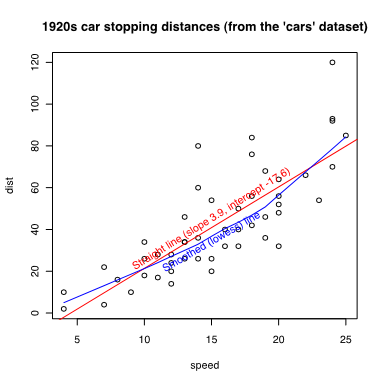 1920s car stopping distances (from the 'cars' dataset)
120
100
80
60
40
20
0
dist
Straight line (slope 3.9, intercept -17.6)
Smoothed (lowess) line
5
10
15
20
25
speed